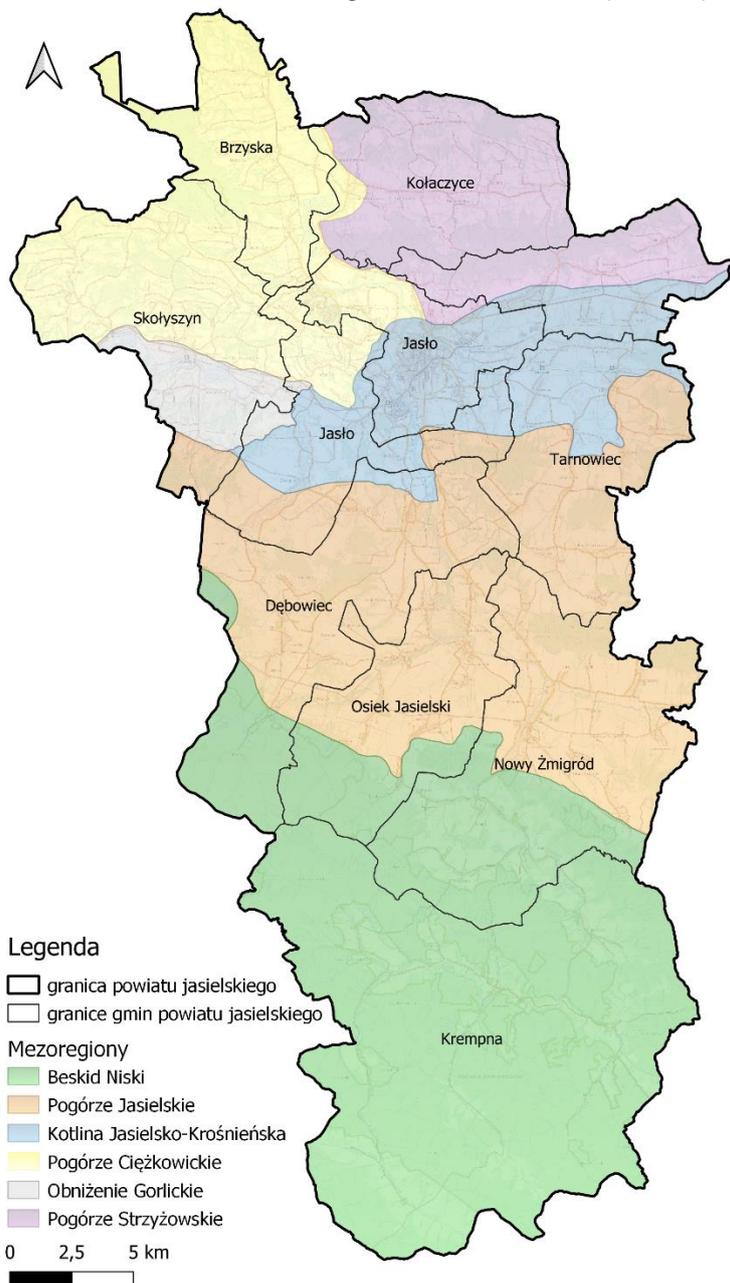 Brzyska
Kołaczyce
Skołyszyn
Jasło
Jasło
Tarnowiec
Dębowiec
Osiek Jasielski
Nowy Żmigród
Krempna
Legenda
granica powiatu jasielskiego
granice gmin powiatu jasielskiego
Mezoregiony
Beskid Niski
Pogórze Jasielskie
Kotlina Jasielsko-Krośnieńska
Pogórze Ciężkowickie
Obniżenie Gorlickie
Pogórze Strzyżowskie
0 2,5 5 km